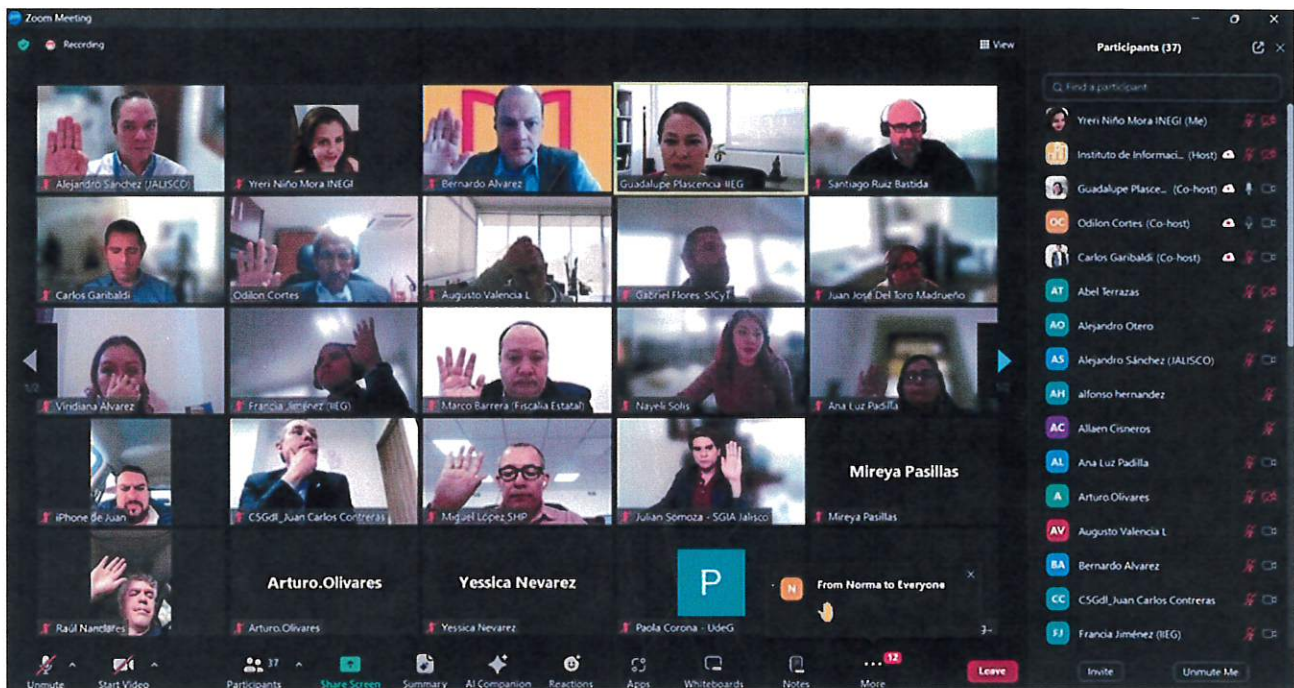 Zoom Meeting
Recording
View
Alejandro Sánchez (JALISCO)
Yreri Niño Mora INEGI
Bernardo Alvarez
Guadalupe Plascencia IIEG
Santiago Ruiz Bastida
Carlos Garibaldi
Odilon Cortes
Augusto Valencia L
Gabriel Flores -SICyT
Juan José Del Toro Madrueño
Viridiana Alvarez
Francia Jiménez (IIEG)
Marco Barrera (Fiscalia Estatal)
Nayeli Solis
Ana Luz Padilla
iPhone de Juan
C5Gdl_Juan Carlos Contreras
Miguel López SHP
Julian Somoza - SGIA Jalisco
Mireya Pasillas
Mireya Pasillas
Raúl Nanclares
Arturo.Olivares
Arturo.Olivares
Yessica Nevarez
Yessica Nevarez
P
Paola Corona - UdeG
N
From Norma to Everyone
Unmute
Start Video
37
Participants
Share Screen
Summary
AI Companion
Reactions
Apps
Whiteboards
Notes
12
More
Leave
Participants (37)
Find a participant
Yreri Niño Mora INEGI (Me)
Instituto de Informaci... (Host)
Guadalupe Plasce... (Co-host)
OC Odilon Cortes (Co-host)
Carlos Garibaldi (Co-host)
AT Abel Terrazas
AO Alejandro Otero
AS Alejandro Sánchez (JALISCO)
AH alfonso hernandez
AC Allaen Cisneros
AL Ana Luz Padilla
A Arturo.Olivares
AV Augusto Valencia L
BA Bernardo Alvarez
CC C5Gdl_Juan Carlos Contreras
FJ Francia Jiménez (IIEG)
Invite
Unmute Me